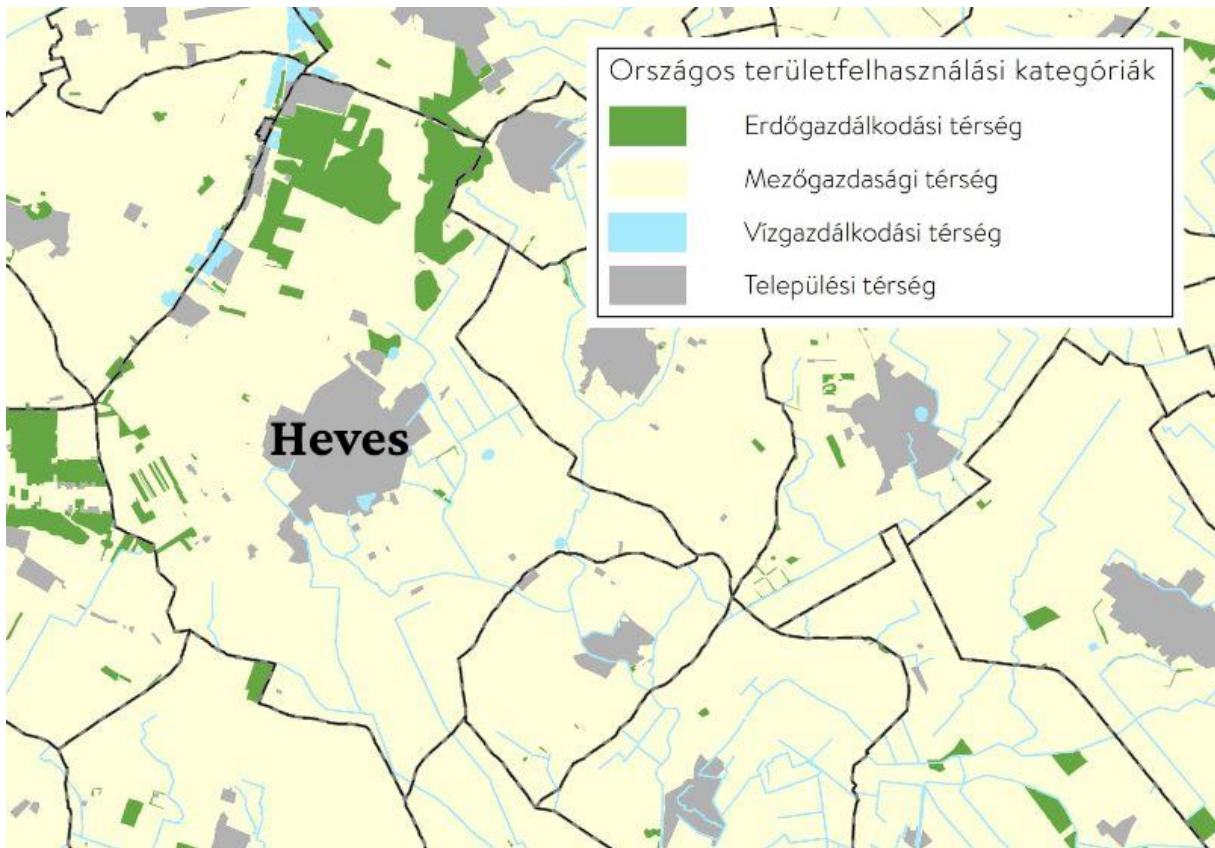 Országos területfelhasználási kategóriák
Erdőgazdálkodási térség
Mezőgazdasági térség
Vízgazdálkodási térség
Települési térség
Heves